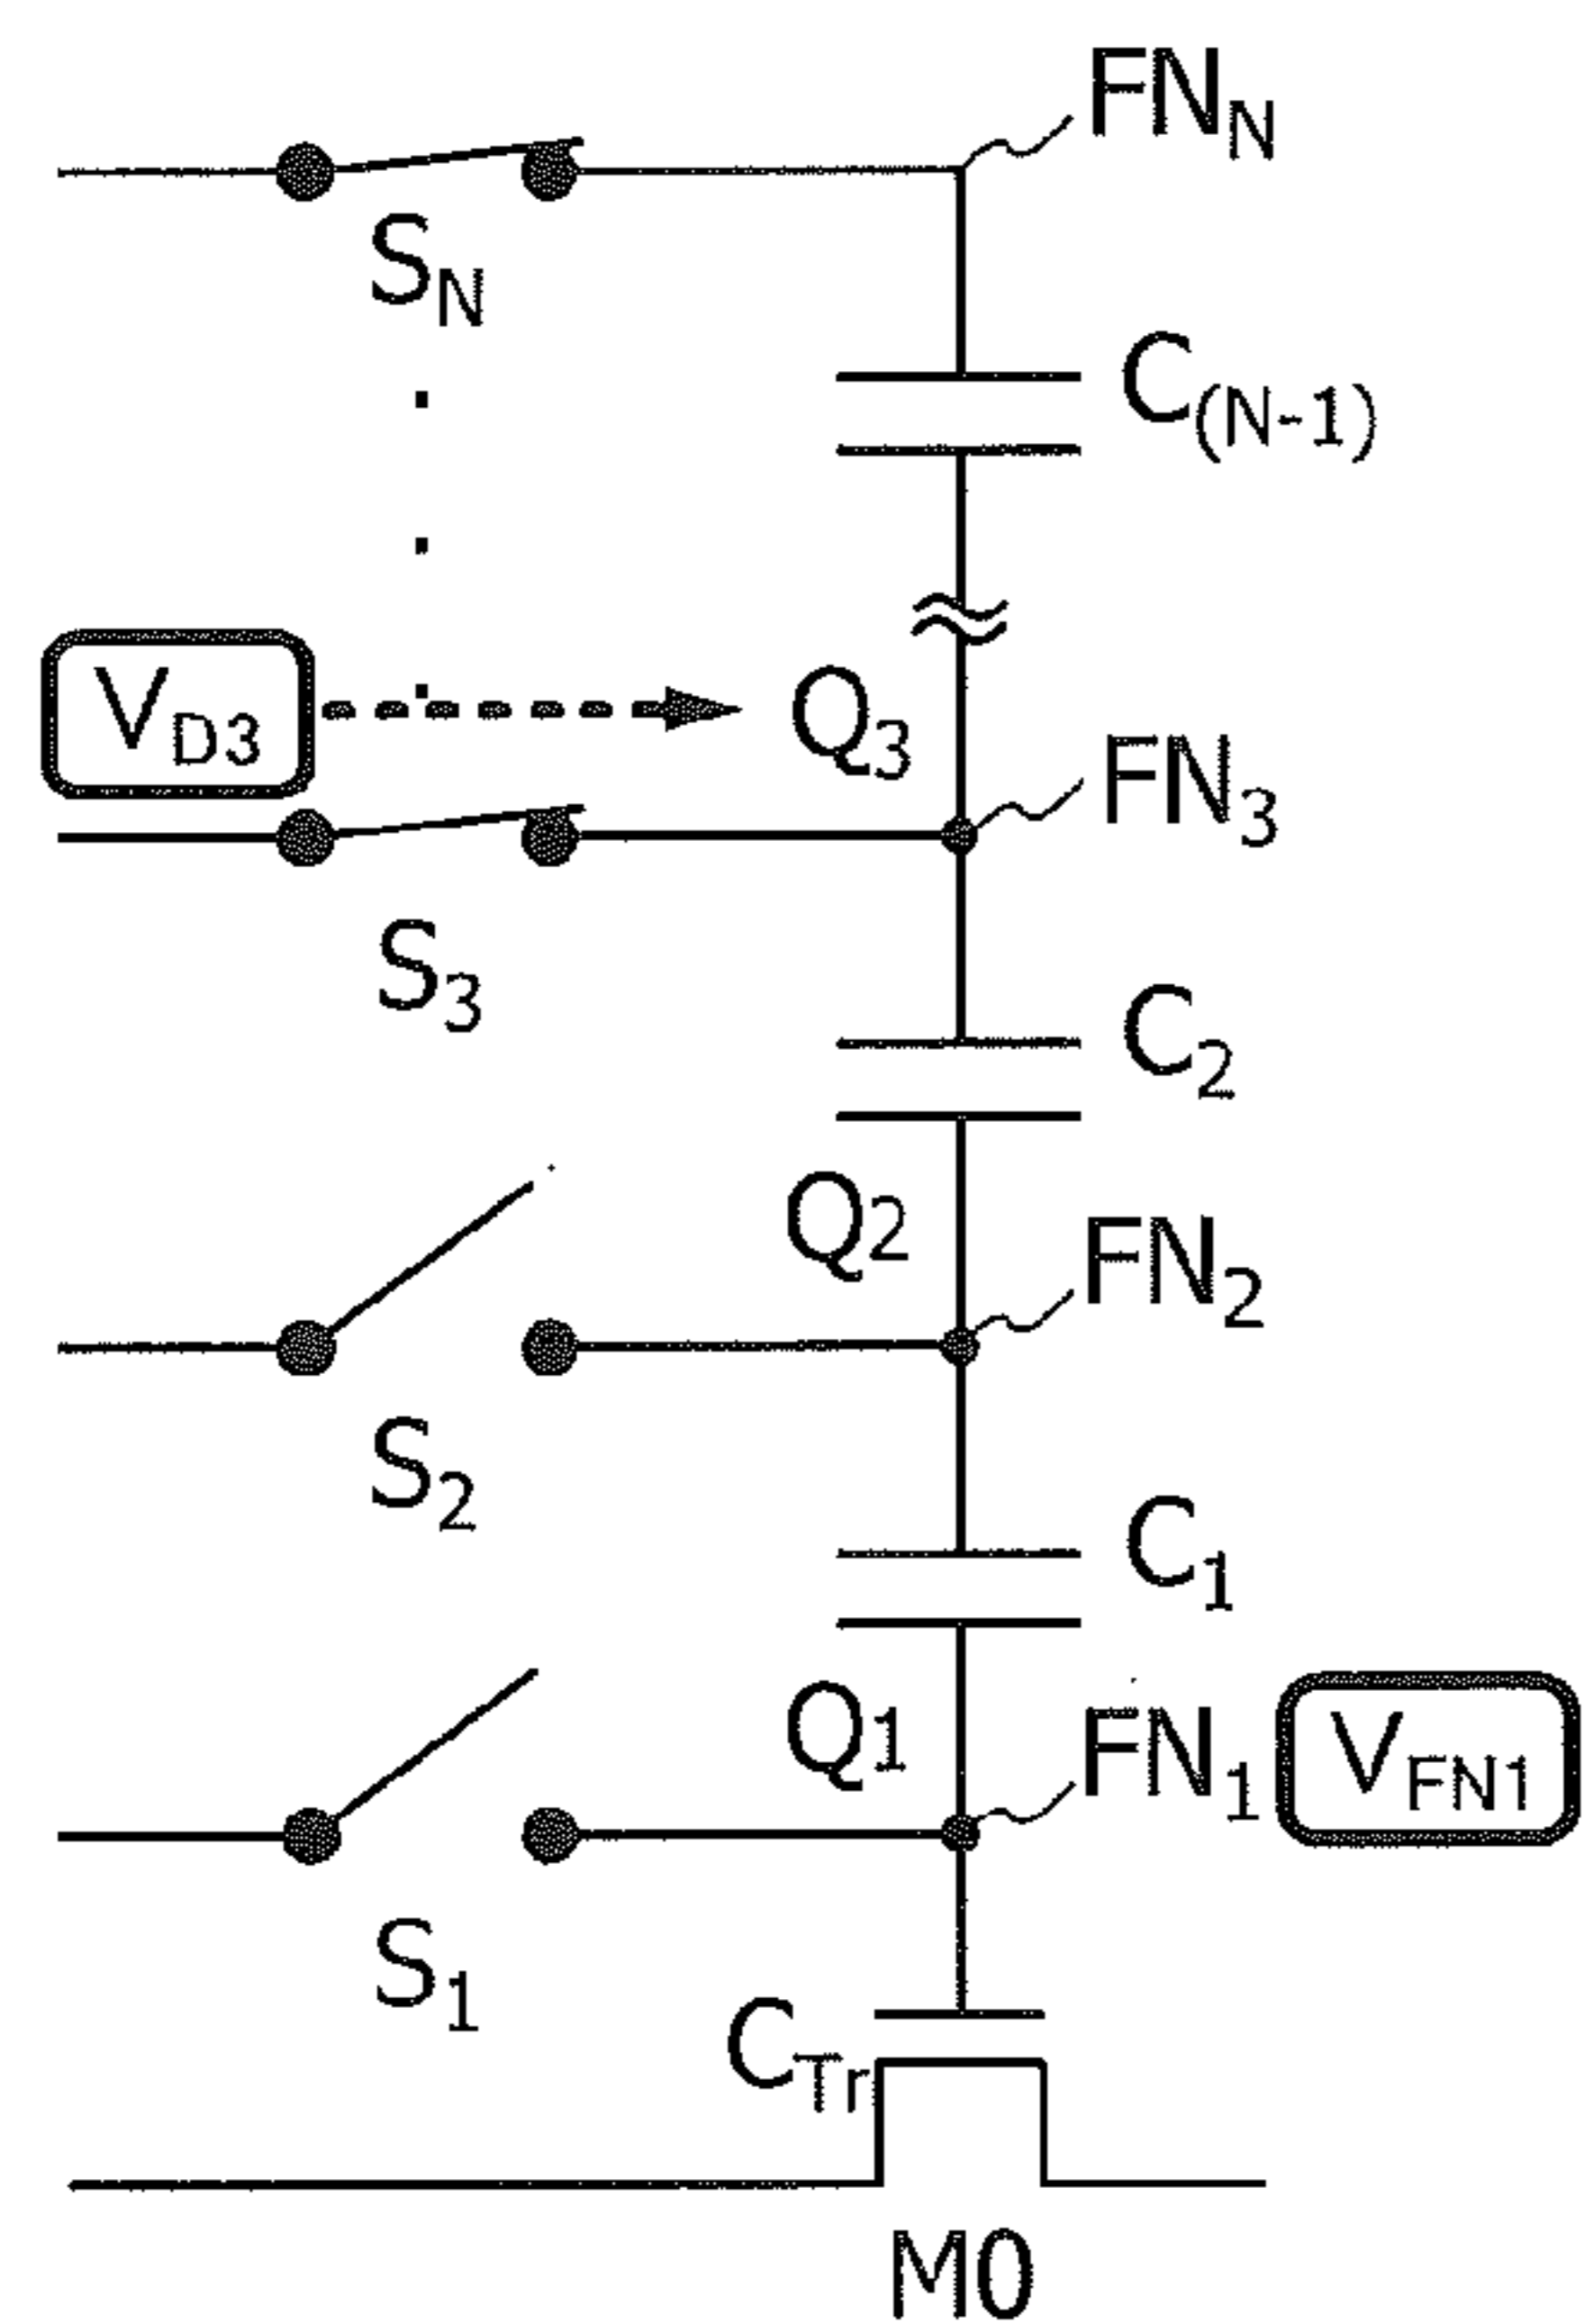 FN_N
S_N
C_(N-1)
V_D3
Q_3
FN_3
S_3
C_2
Q2
FN_2
S_2
C_1
Q1
FN_1
V_FN1
S_1
C_Tr
M0